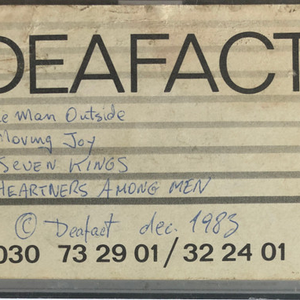 DEAFACT
e Man Outside
Moving Joy
Seven Kings
Heartners Among Men
© Deafact dec. 1983
030 73 29 01/32 24 01